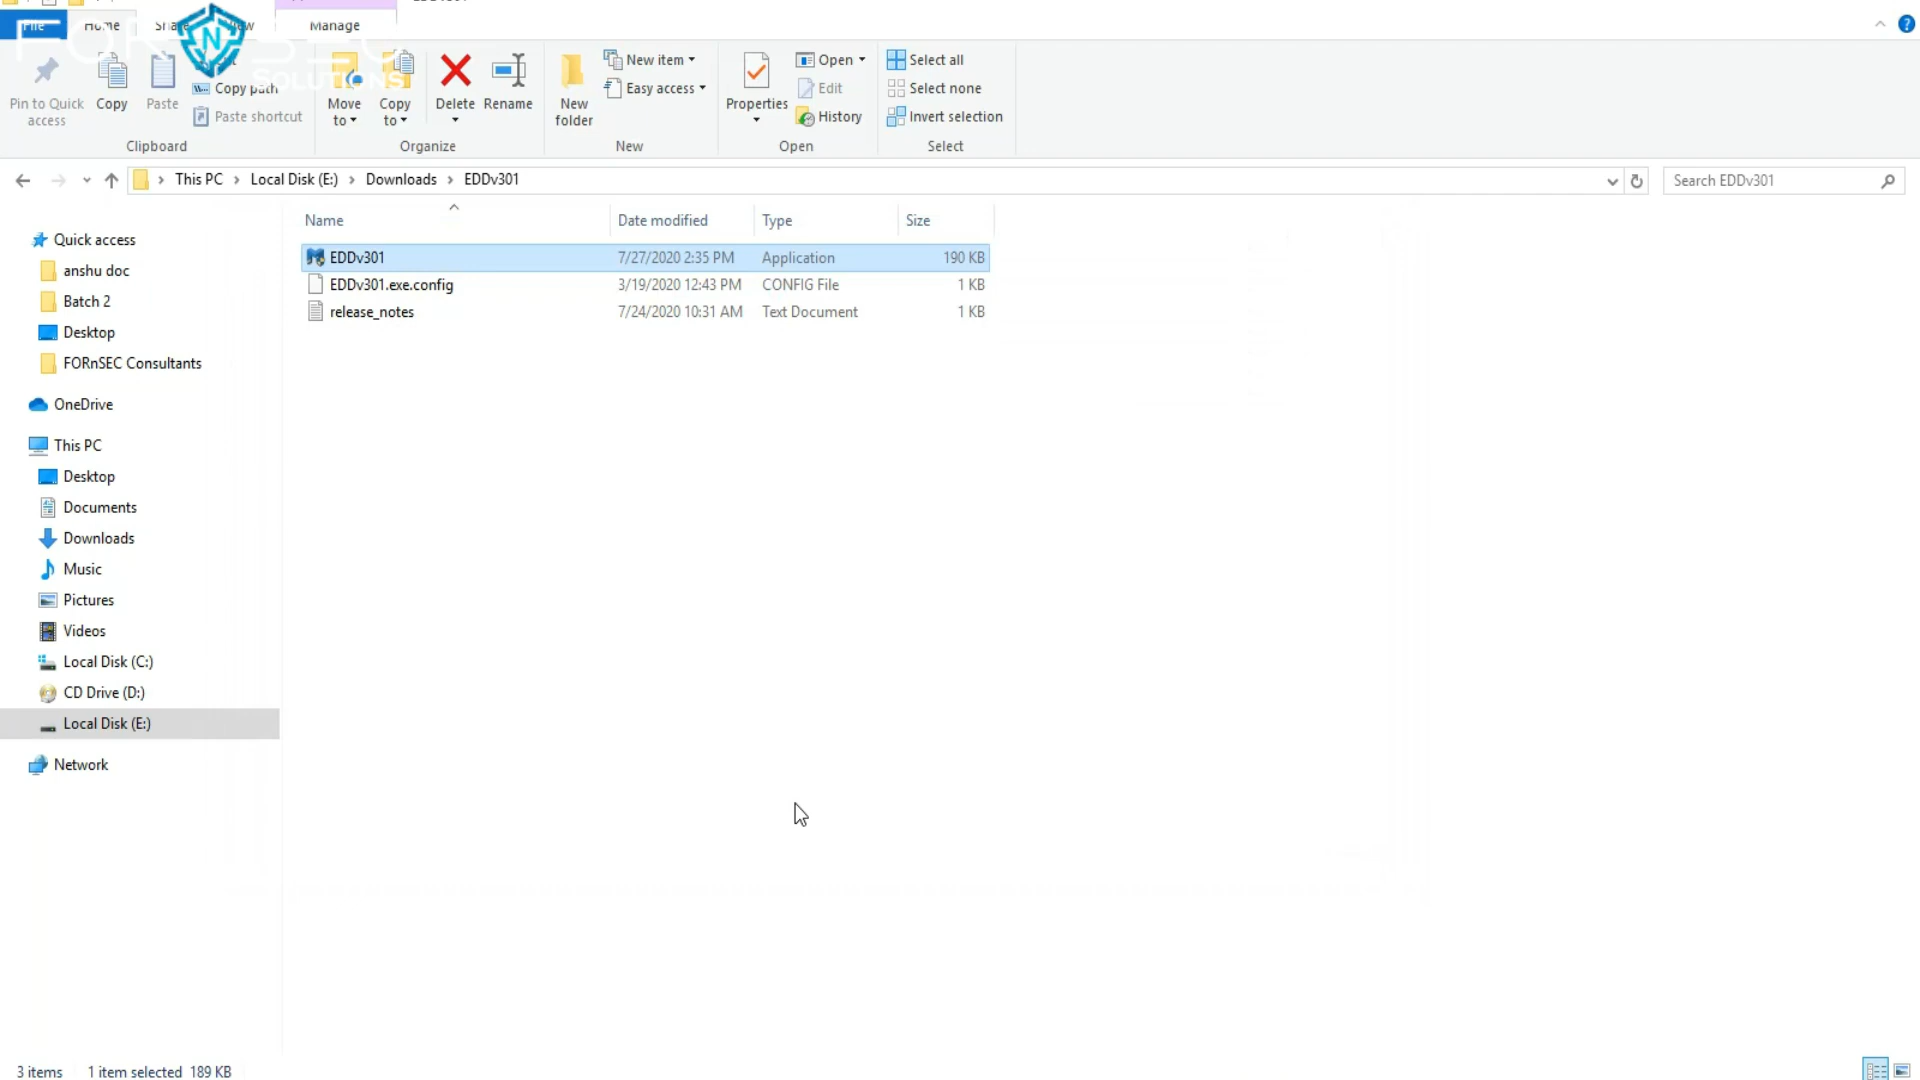 File Home Share View Manage
FORNSEC
SOLUTIONS
Pin to Quick access
Copy
Paste
Copy path
Paste shortcut
Clipboard
Move to
Copy to
Delete
Rename
Organize
New folder
New item
Easy access
New
Properties
Open
Edit
History
Open
Select all
Select none
Invert selection
Select
This PC > Local Disk (E:) > Downloads > EDDv301
Search EDDv301
Name Date modified Type Size
EDDv301 7/27/2020 2:35 PM Application 190 KB
EDDv301.exe.config 3/19/2020 12:43 PM CONFIG File 1 KB
release_notes 7/24/2020 10:31 AM Text Document 1 KB
Quick access
anshu doc
Batch 2
Desktop
FORnSEC Consultants
OneDrive
This PC
Desktop
Documents
Downloads
Music
Pictures
Videos
Local Disk (C:)
CD Drive (D:)
Local Disk (E:)
Network
3 items 1 item selected 189 KB